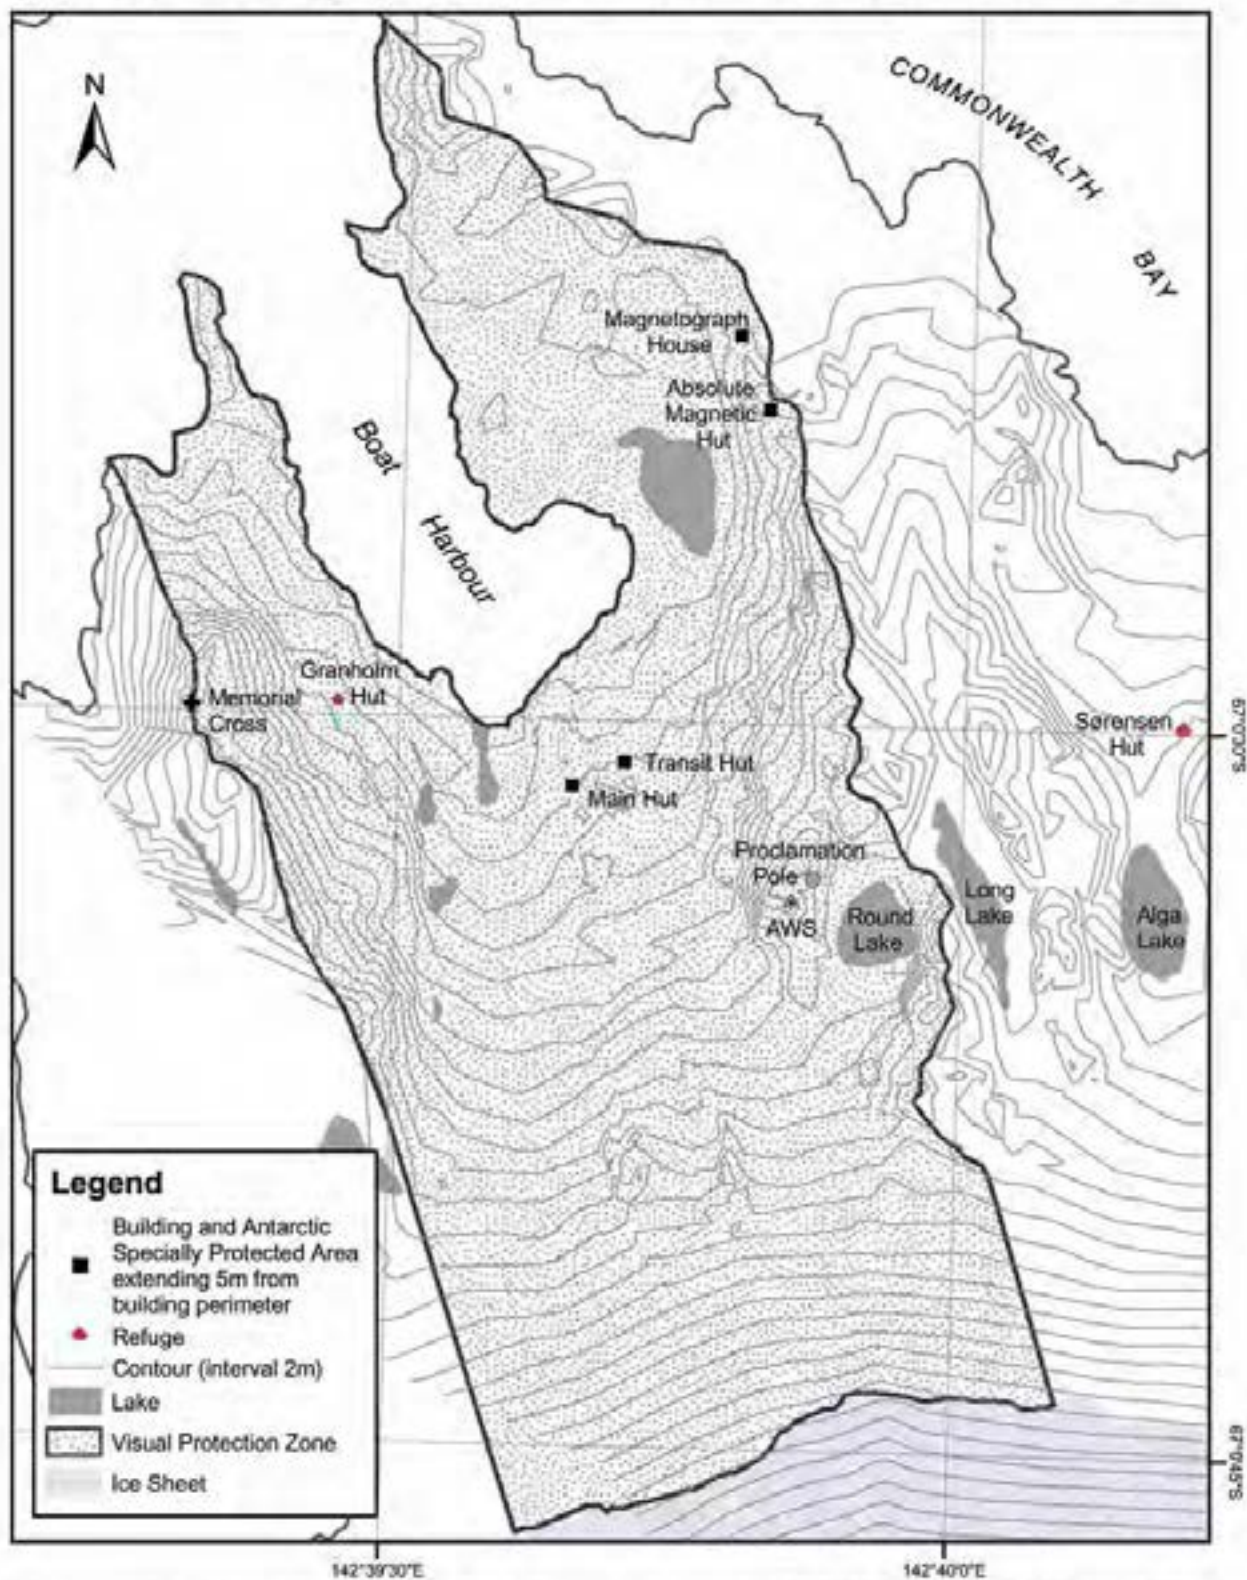 N
COMMONWEALTH
BAY
Magnetograph
House
Absolute
Magnetic
Hut
Boat
Harbour
Granholm
Hut
Memorial
Cross
Sørensen
Hut
67°0'30"S
Transit Hut
Main Hut
Proclamation
Pole
AWS
Round
Lake
Long
Lake
Alga
Lake
Legend
Building and Antarctic
Specially Protected Area
extending 5m from
building perimeter
Refuge
Contour (interval 2m)
Lake
Visual Protection Zone
Ice Sheet
67°0'45"S
142°39'30"E
142°40'0"E